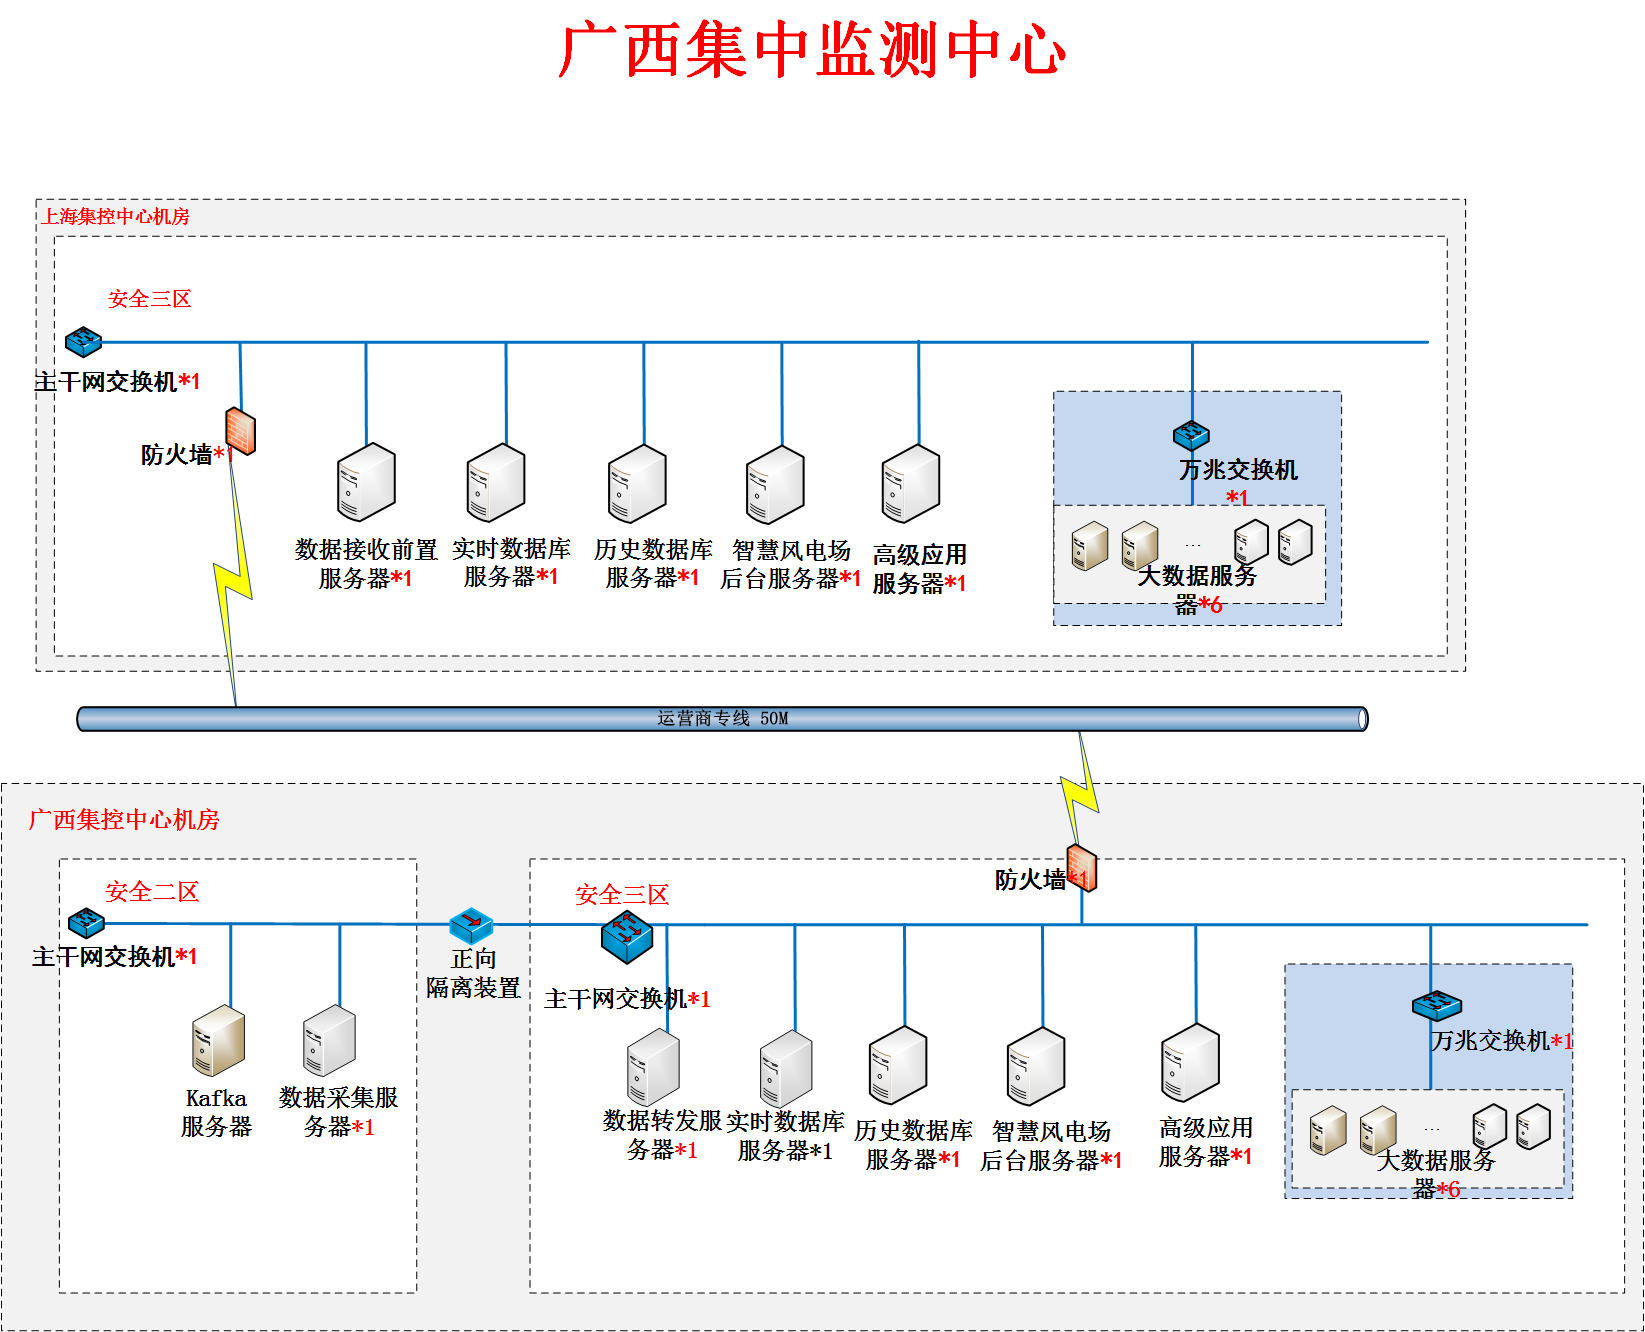 广西集中监测中心
上海集控中心机房
安全三区
主干网交换机*1
防火墙*1
数据接收前置
服务器*1
实时数据库
服务器*1
历史数据库
服务器*1
智慧风电场
后台服务器*1
高级应用
服务器*1
万兆交换机
*1
...
大数据服务
器*6
运营商专线 50M
广西集控中心机房
安全二区
主干网交换机*1
Kafka
服务器
数据采集服
务器*1
正向
隔离装置
安全三区
主干网交换机*1
防火墙*1
数据转发服
务器*1
实时数据库
服务器*1
历史数据库
服务器*1
智慧风电场
后台服务器*1
高级应用
服务器*1
万兆交换机*1
...
大数据服务
器*6